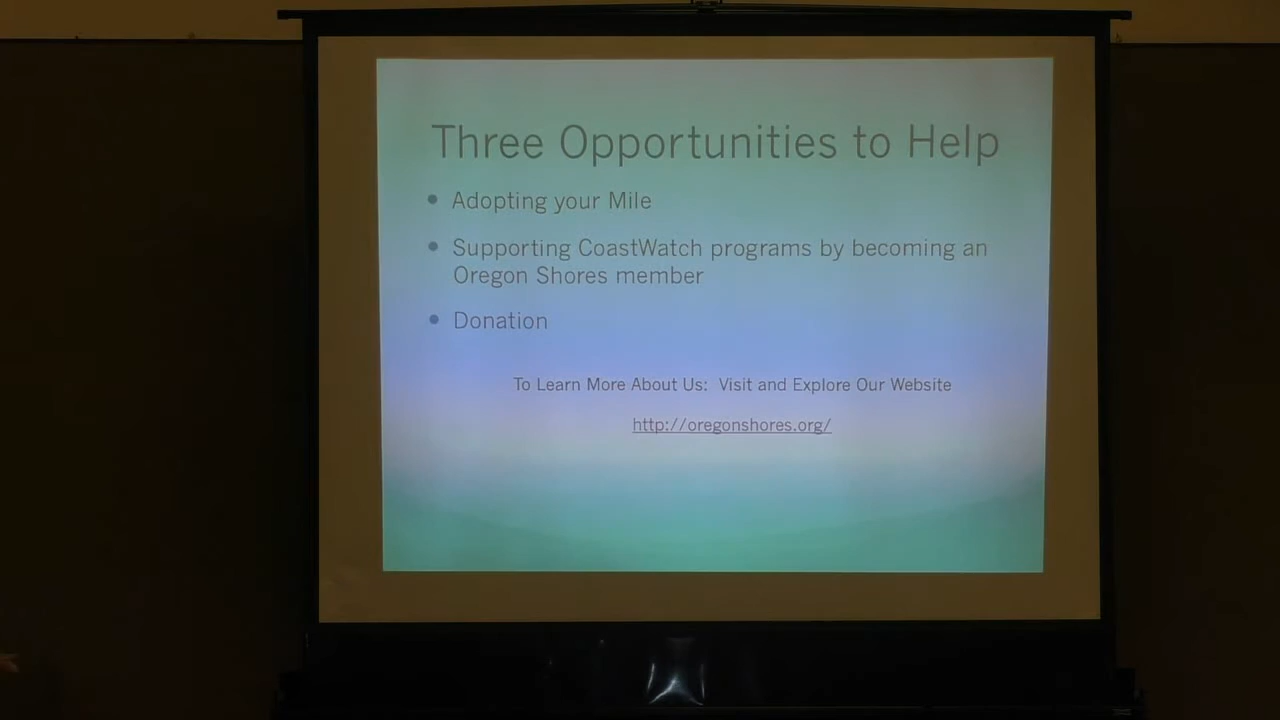 Three Opportunities to Help
• Adopting your Mile
• Supporting CoastWatch programs by becoming an
Oregon Shores member
• Donation
To Learn More About Us: Visit and Explore Our Website
http://oregonshores.org/